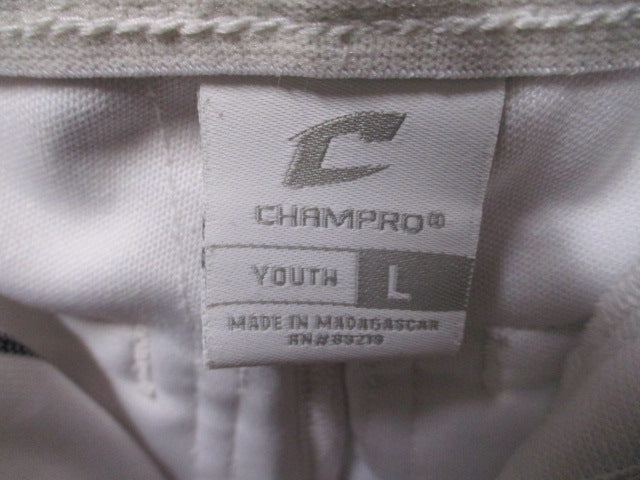 C
CHAMPRO®
YOUTH L
MADE IN MADAGASCAR
RN# 89219